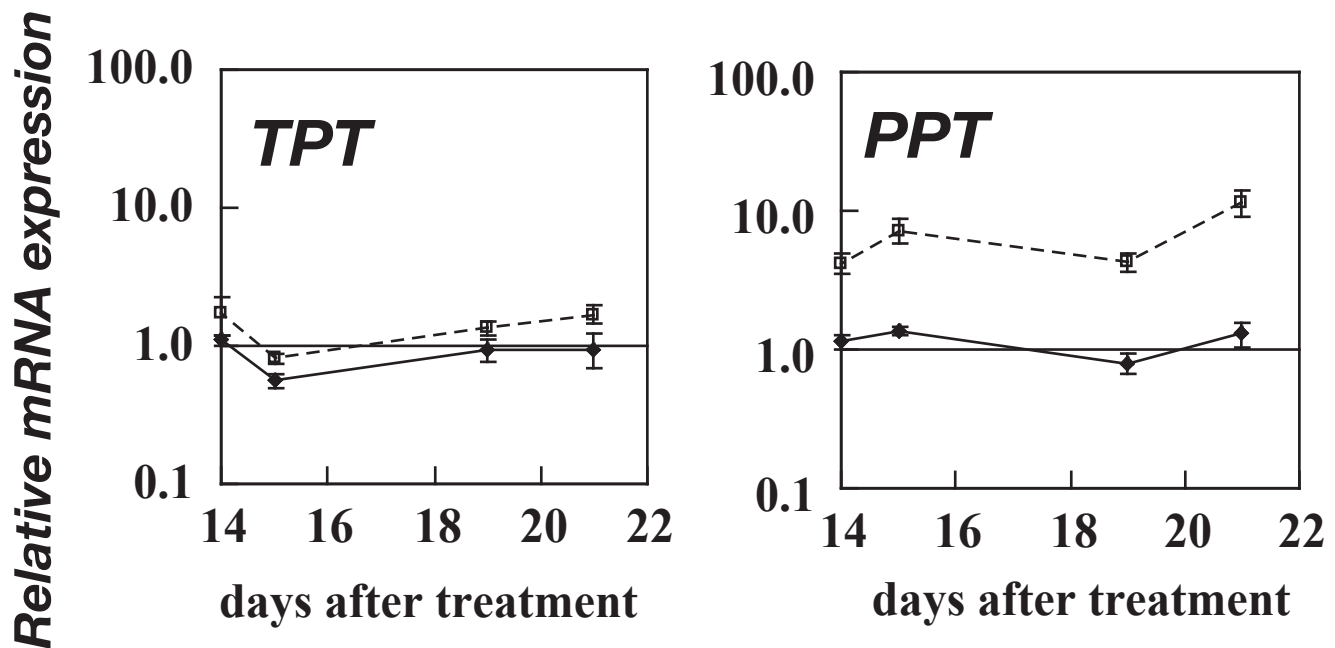 Relative mRNA expression
TPT
100.0
10.0
1.0
0.1
14 16 18 20 22
days after treatment
PPT
100.0
10.0
1.0
0.1
14 16 18 20 22
days after treatment